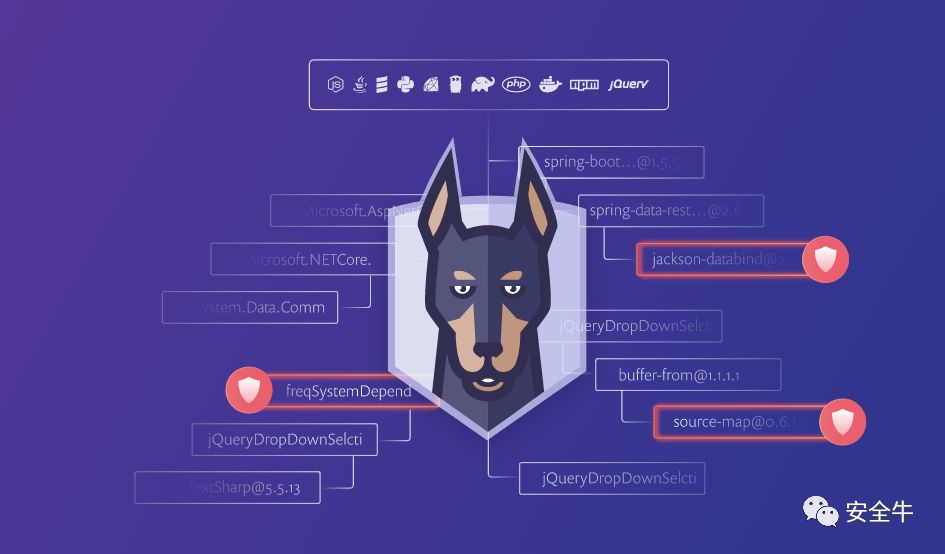 JS
php
npm
jQuery
spring-boot...@1.5.5
Microsoft.AspNet
spring-data-rest...@2.6
Microsoft.NETCore.
jackson-databind@2
System.Data.Comm
jQueryDropDownSelcti
buffer-from@1.1.1.1
freqSystemDepend
source-map@0.6.1
jQueryDropDownSelcti
jQueryDropDownSelcti
TextSharp@5.5.13
安全牛